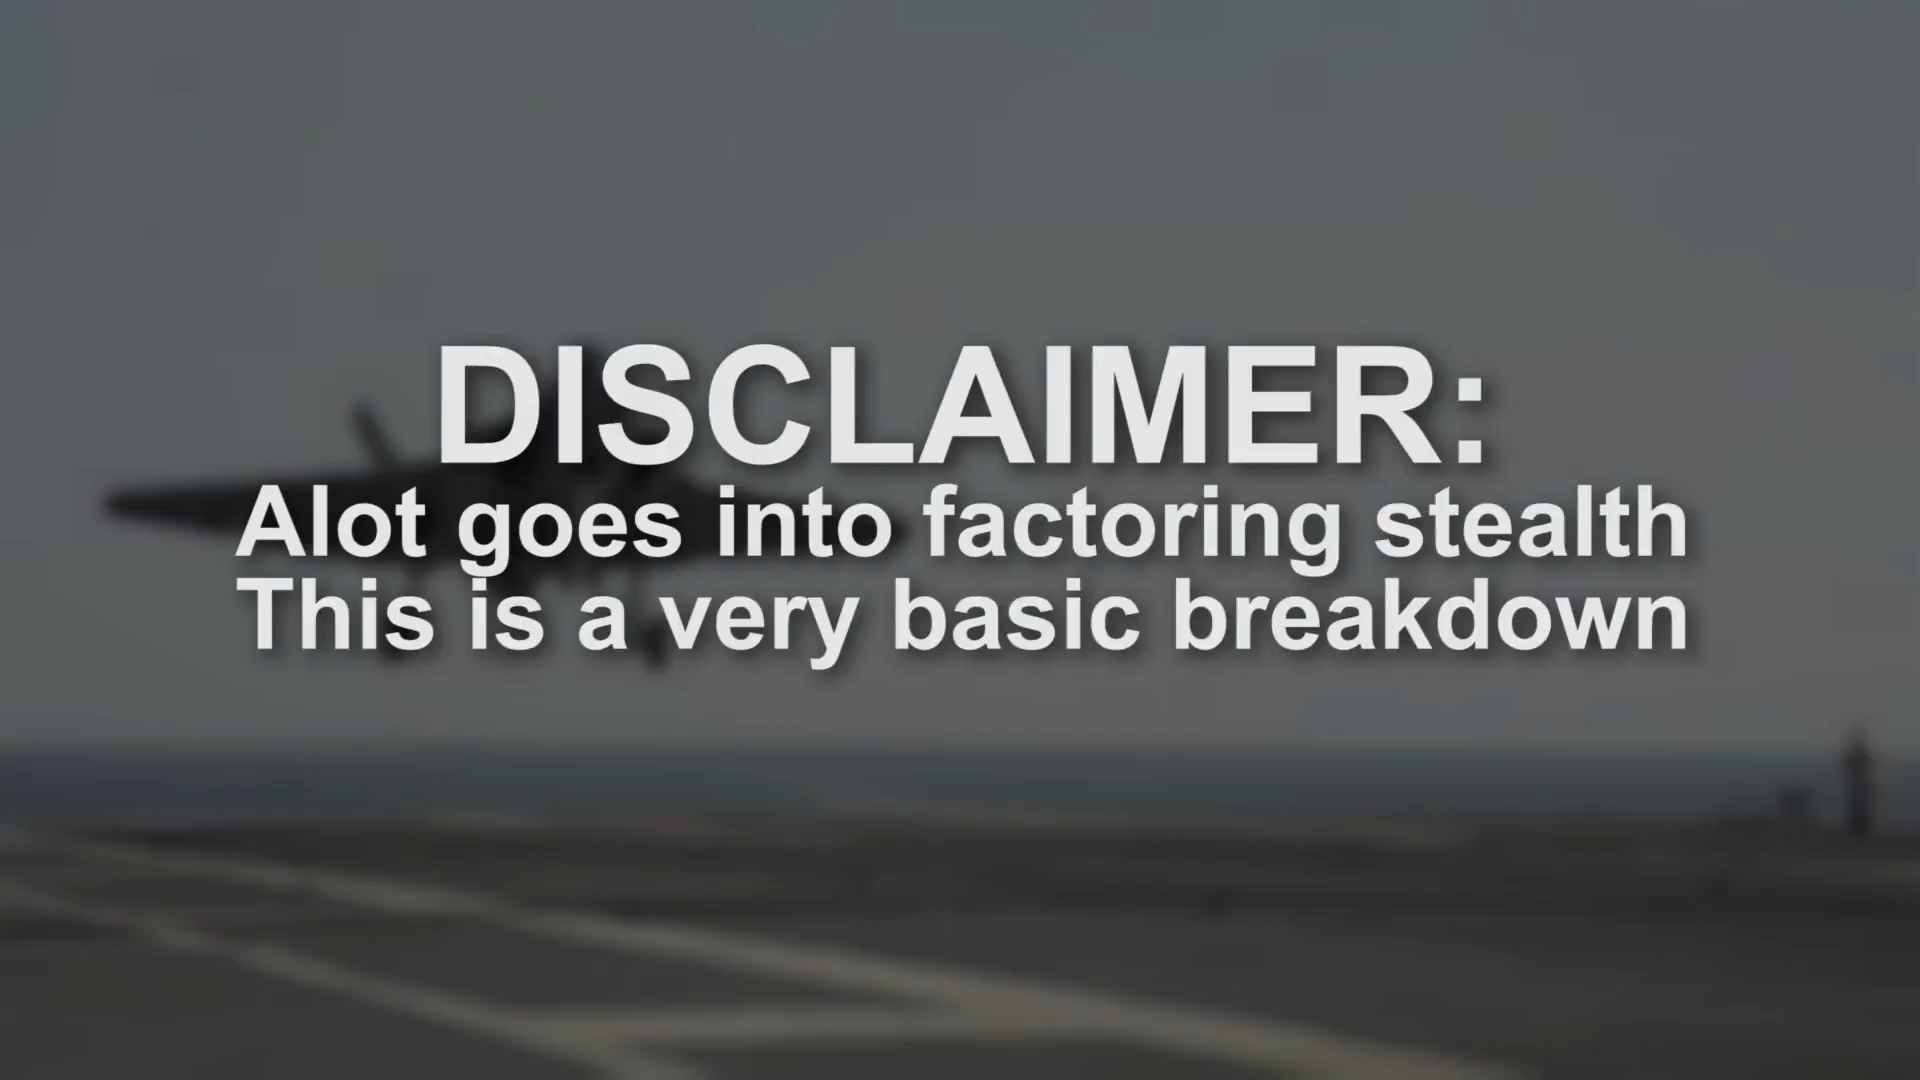 DISCLAIMER:
Alot goes into factoring stealth
This is a very basic breakdown